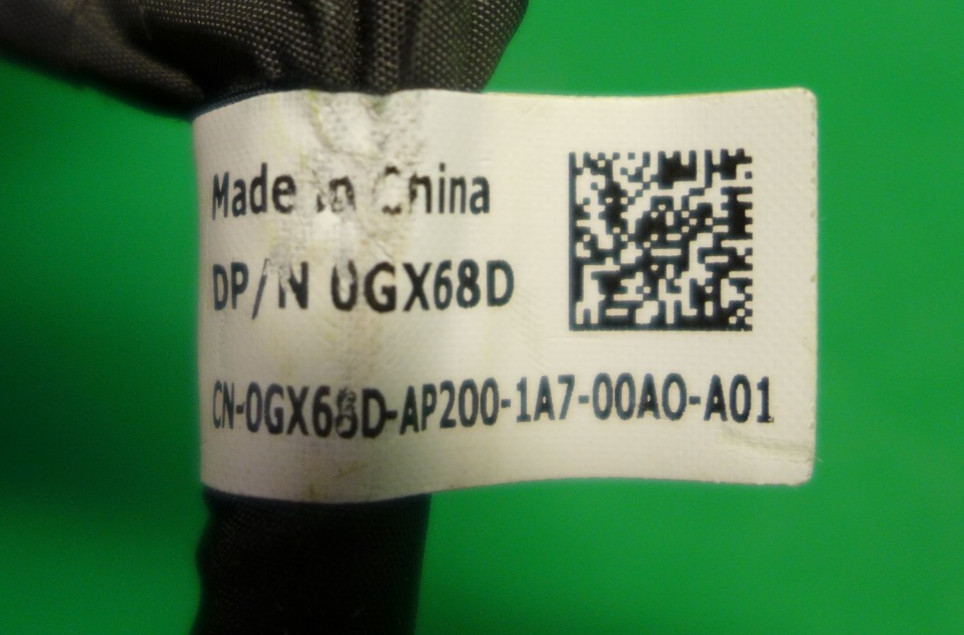 Made in China
DP/N 0GX68D
CN-0GX68D-AP200-1A7-00A0-A01